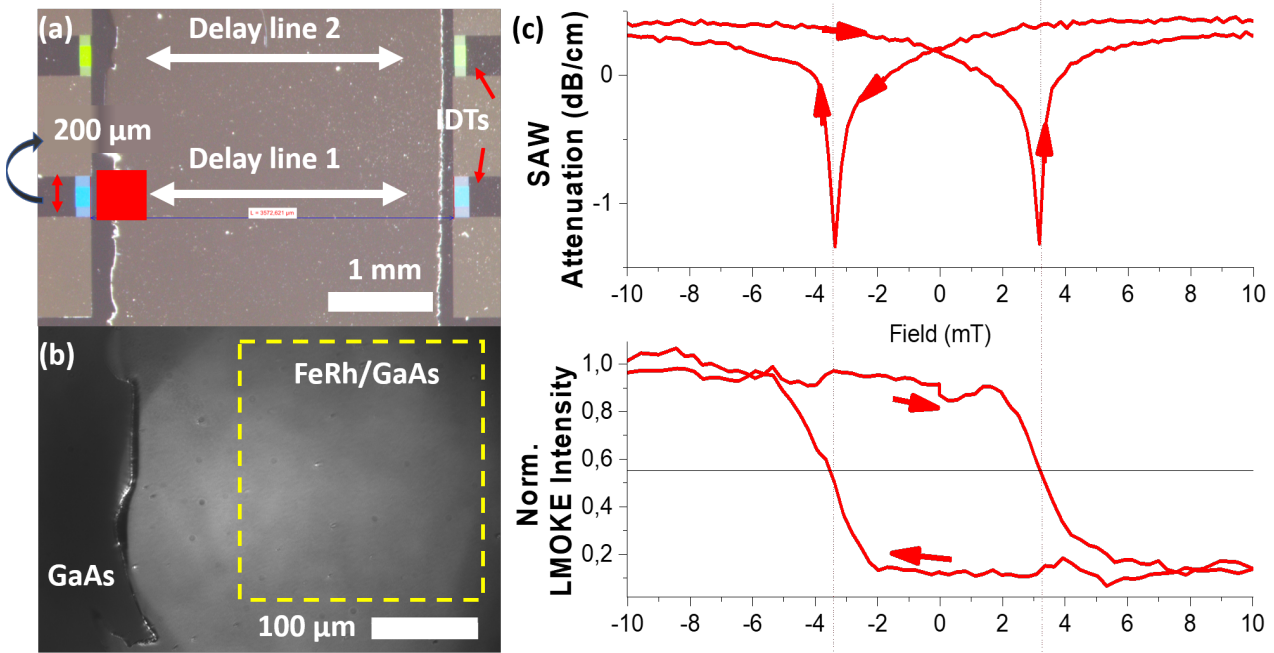 (a)
Delay line 2
200 µm
IDTs
Delay line 1
L = 3572,621 µm
1 mm
(b)
FeRh/GaAs
GaAs
100 µm
(c)
SAW
Attenuation (dB/cm)
0
-1
-10 -8 -6 -4 -2 0 2 4 6 8 10
Field (mT)
Norm.
LMOKE Intensity
1,0
0,8
0,6
0,4
0,2
-10 -8 -6 -4 -2 0 2 4 6 8 10